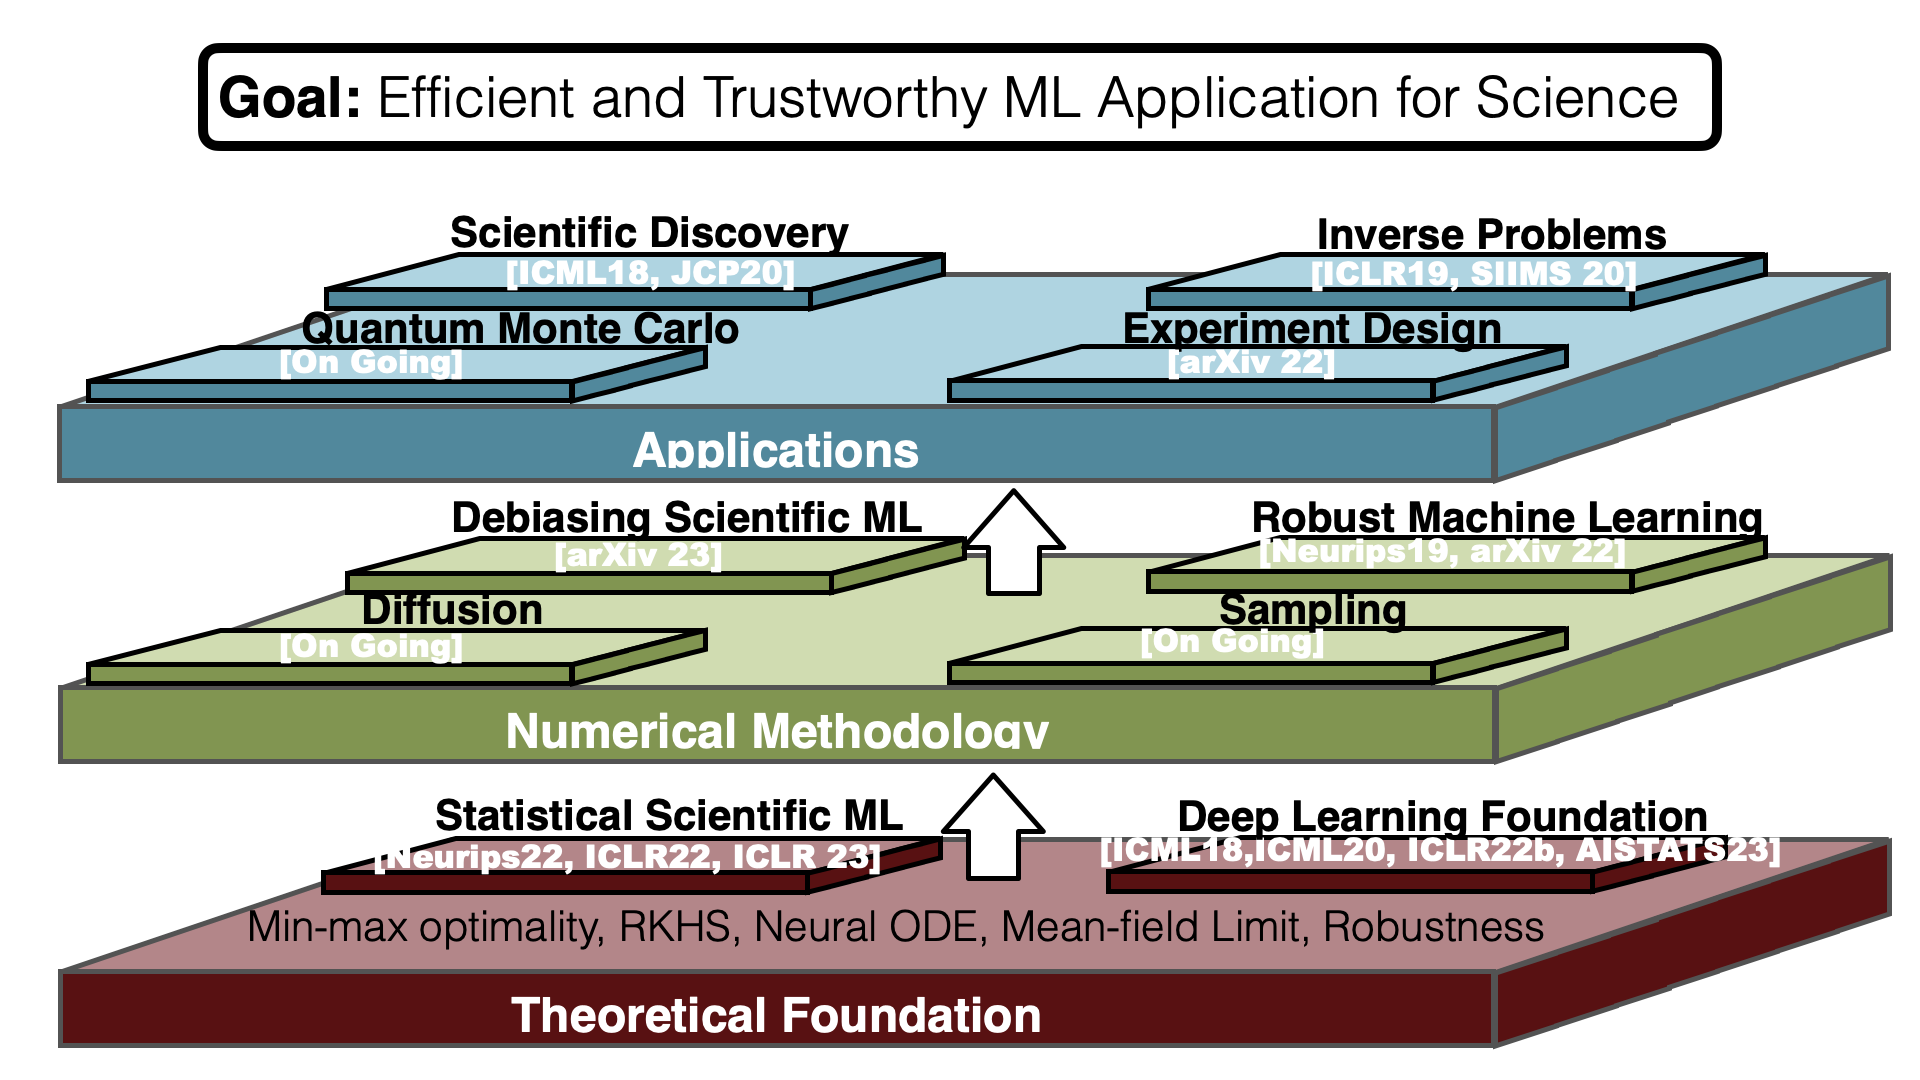 Goal: Efficient and Trustworthy ML Application for Science
Scientific Discovery
[ICML18, JCP20]
Inverse Problems
[ICLR19, SIIMS 20]
Quantum Monte Carlo
[On Going]
Experiment Design
[arXiv 22]
Applications
Debiasing Scientific ML
[arXiv 23]
Robust Machine Learning
[Neurips19, arXiv 22]
Diffusion
[On Going]
Sampling
[On Going]
Numerical Methodology
Statistical Scientific ML
[Neurips22, ICLR22, ICLR 23]
Deep Learning Foundation
[ICML18,ICML20, ICLR22b, AISTATS23]
Min-max optimality, RKHS, Neural ODE, Mean-field Limit, Robustness
Theoretical Foundation